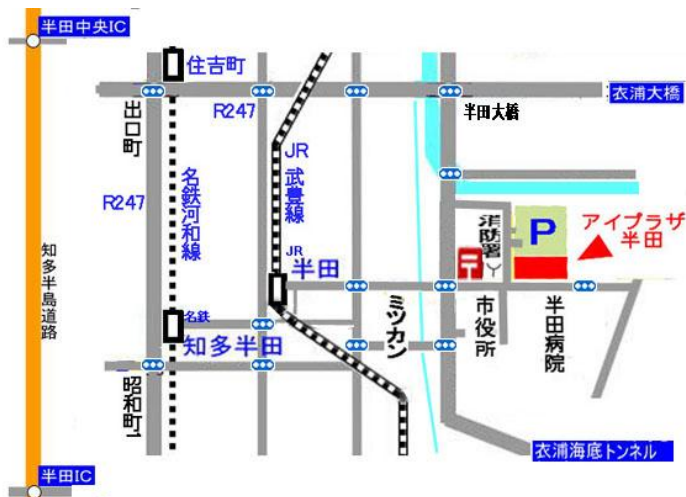 半田中央IC
住吉町
出口町
R247
半田大橋
衣浦大橋
JR
武豊線
R247
名鉄河和線
消防署
P
アイプラザ
半田
知多半島道路
JR
半田
〒
ミツカン
市役所
半田病院
名鉄
知多半田
昭和町1
衣浦海底トンネル
半田IC